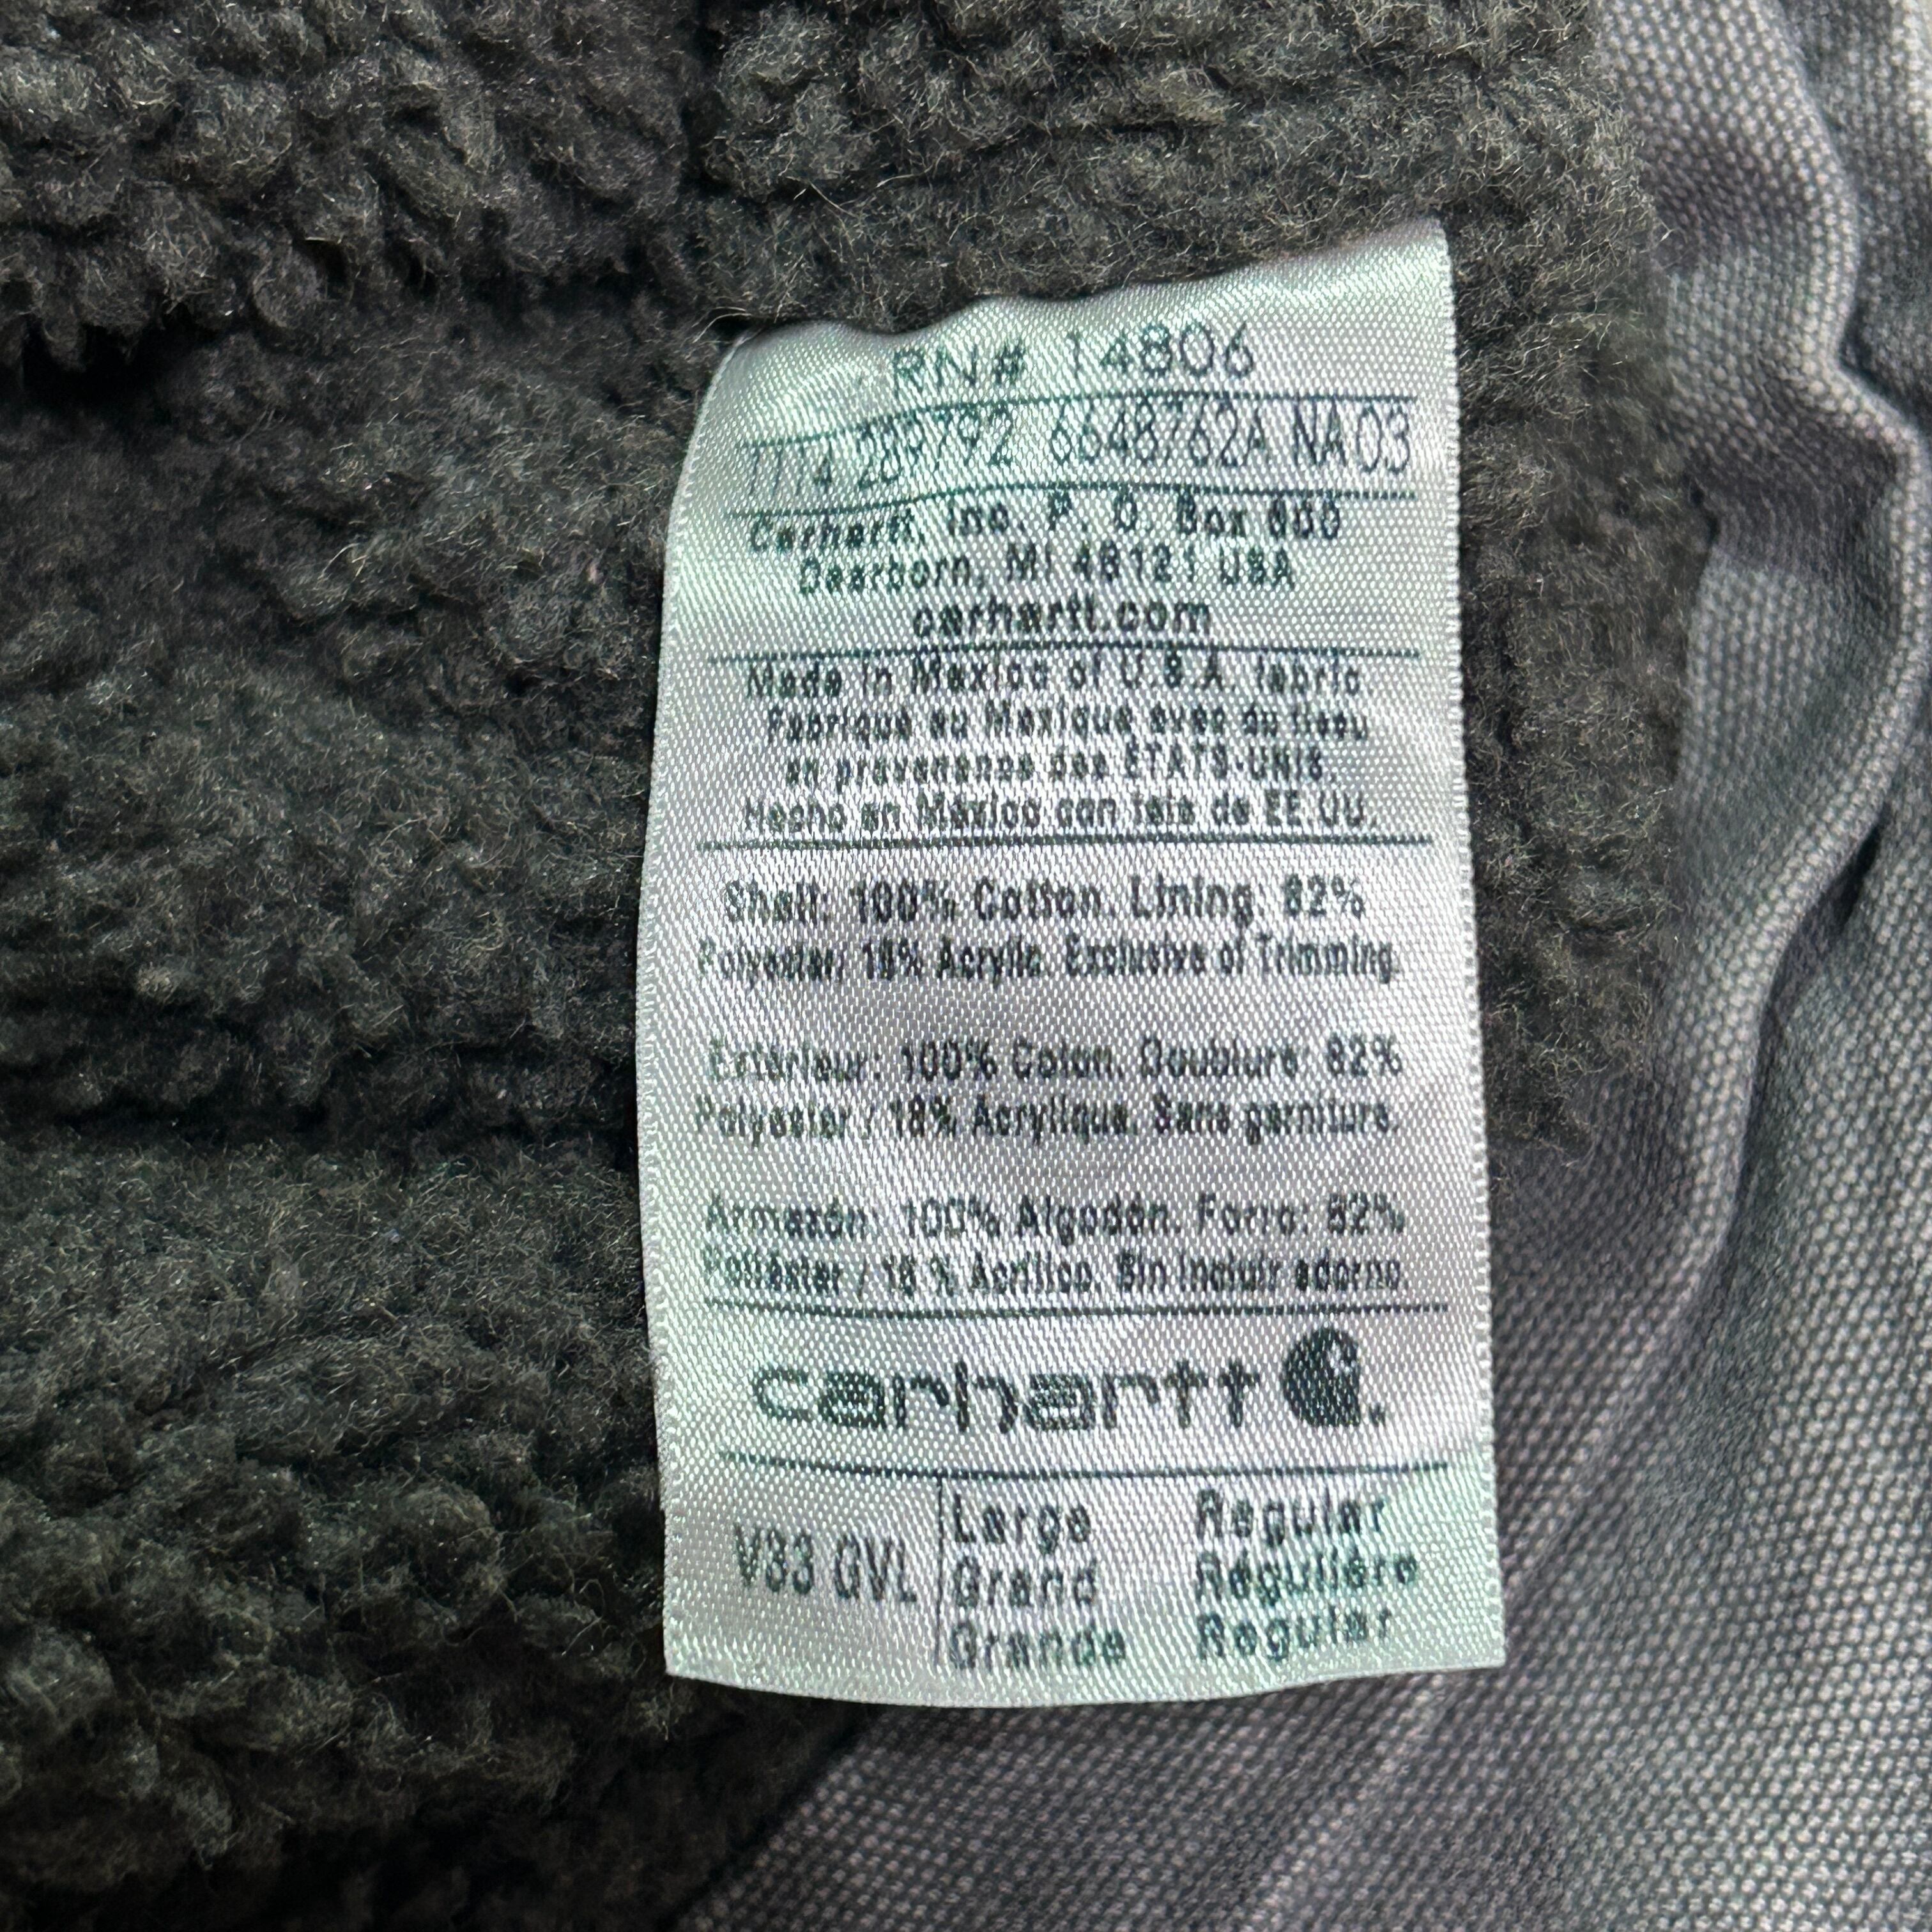 RN# 14806
1114 289792 6648762A NA03
Carhartt, Inc. P. O. Box 600
Dearborn, MI 48121 USA
carhartt.com
Made in Mexico of U.S.A. fabric.
Fabriqué au Mexique avec du tissu
en provenance des ÉTATS-UNIS.
Hecho en México con tela de EE.UU.
Shell: 100% Cotton. Lining: 82%
Polyester/ 18% Acrylic. Exclusive of Trimming
Extérieur: 100% Coton. Doublure: 82%
Polyester / 18% Acrylique. Sans garniture.
Armazón: 100% Algodón. Forro: 82%
Poliéster / 18 % Acrílico. Sin incluir adorno.
carhartt
V33 GVL
Large Regular
Grand Régulière
Grande Regular